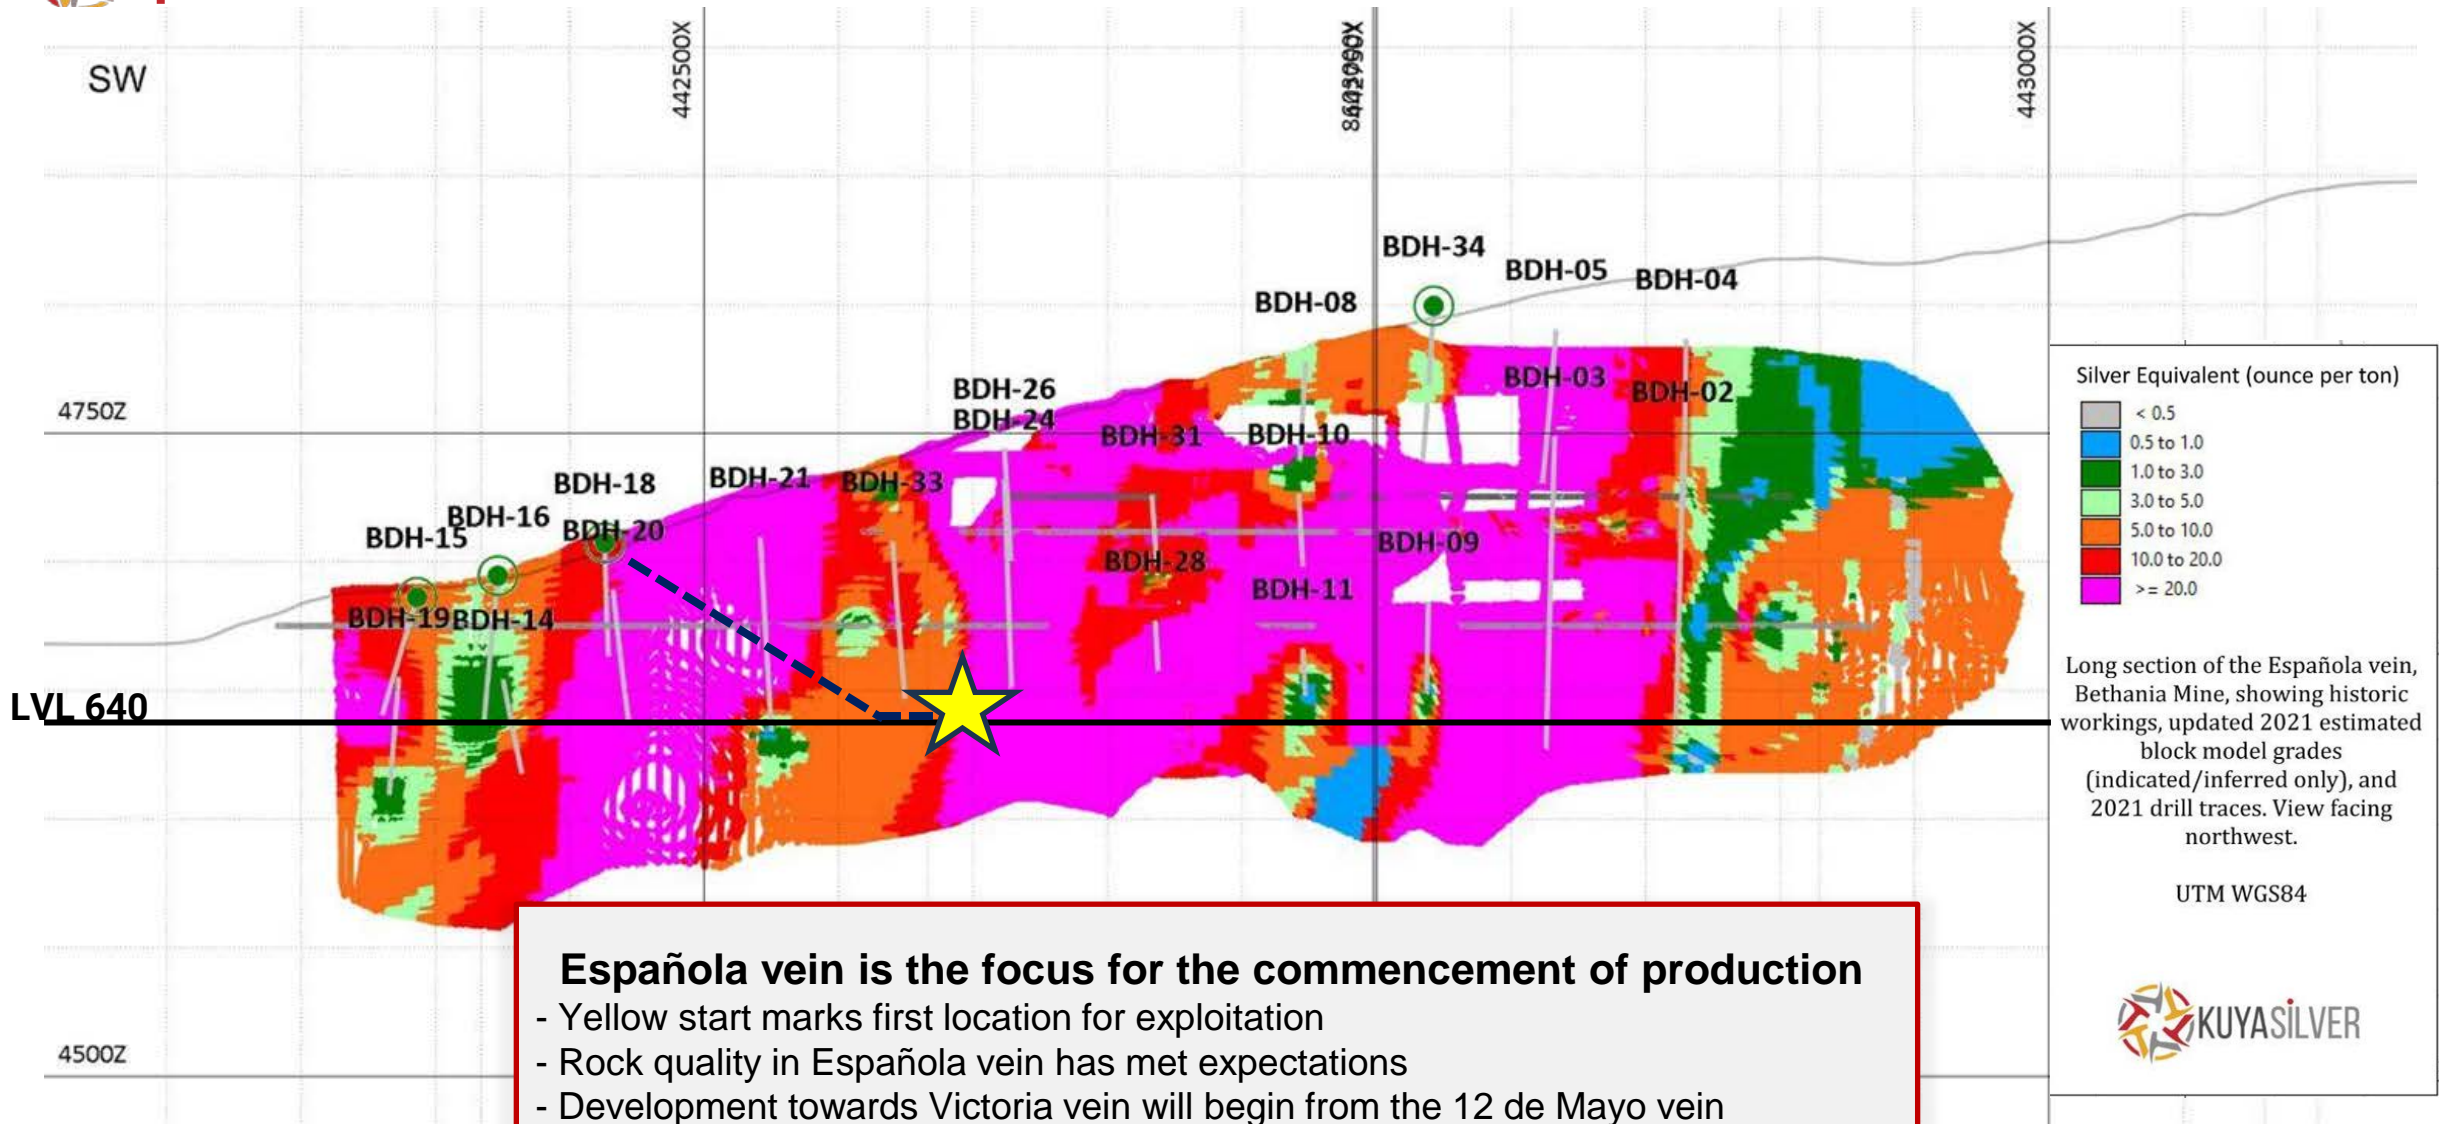 SW
442500X
443000X
BDH-34
BDH-05
BDH-04
BDH-08
BDH-03
BDH-02
BDH-26
BDH-24
4750Z
BDH-31
BDH-10
BDH-21
BDH-33
BDH-18
BDH-16
BDH-20
BDH-15
BDH-09
BDH-28
BDH-11
BDH-19
BDH-14
LVL 640
4500Z
Silver Equivalent (ounce per ton)
< 0.5
0.5 to 1.0
1.0 to 3.0
3.0 to 5.0
5.0 to 10.0
10.0 to 20.0
>= 20.0
Long section of the Española vein,
Bethania Mine, showing historic
workings, updated 2021 estimated
block model grades
(indicated/inferred only), and
2021 drill traces. View facing
northwest.
UTM WGS84
KUYASILVER
Española vein is the focus for the commencement of production
- Yellow start marks first location for exploitation
- Rock quality in Española vein has met expectations
- Development towards Victoria vein will begin from the 12 de Mayo vein